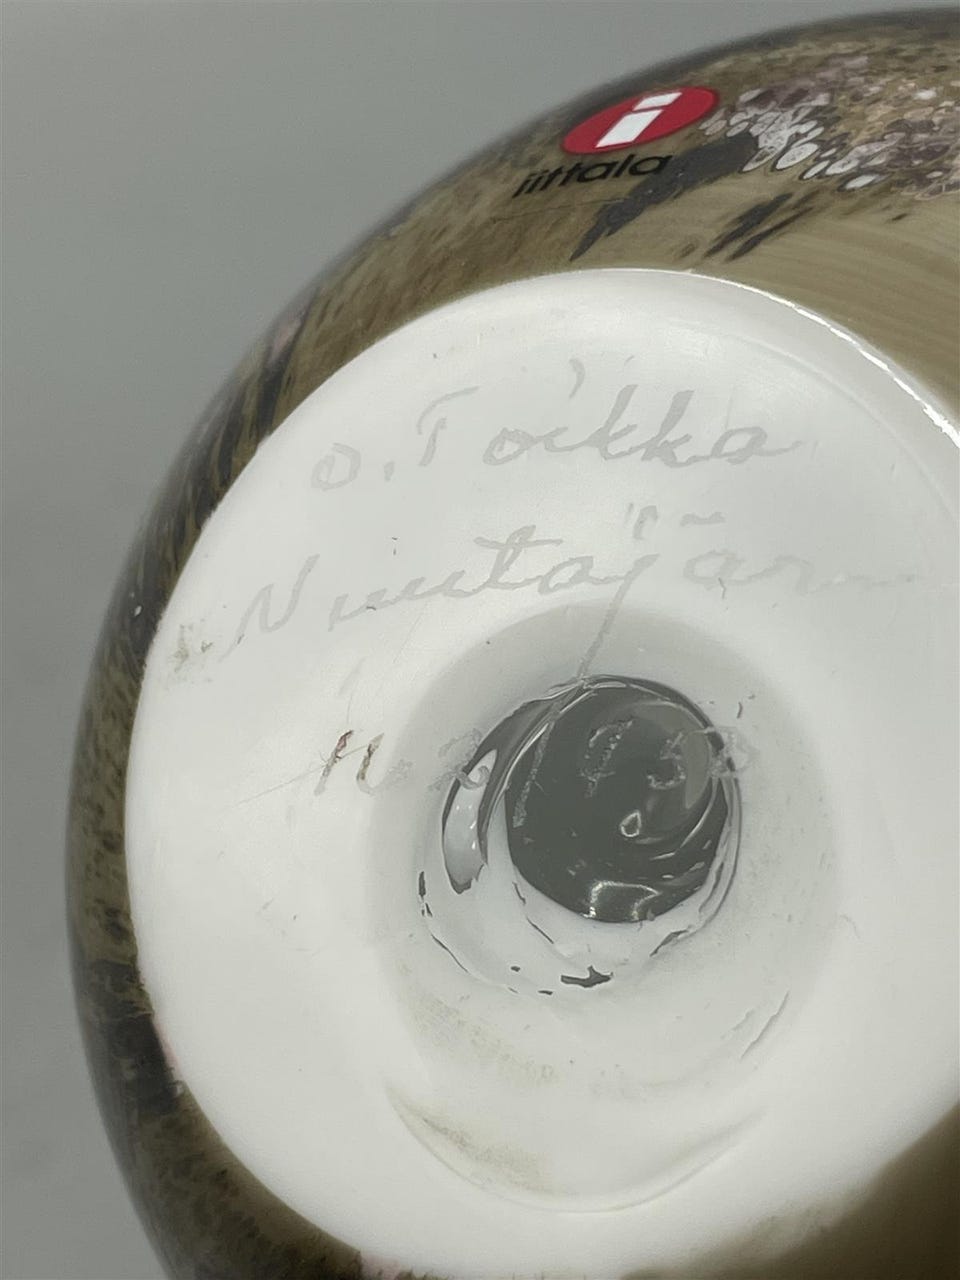 i
iittala
O. Toikka
Nuutajärvi